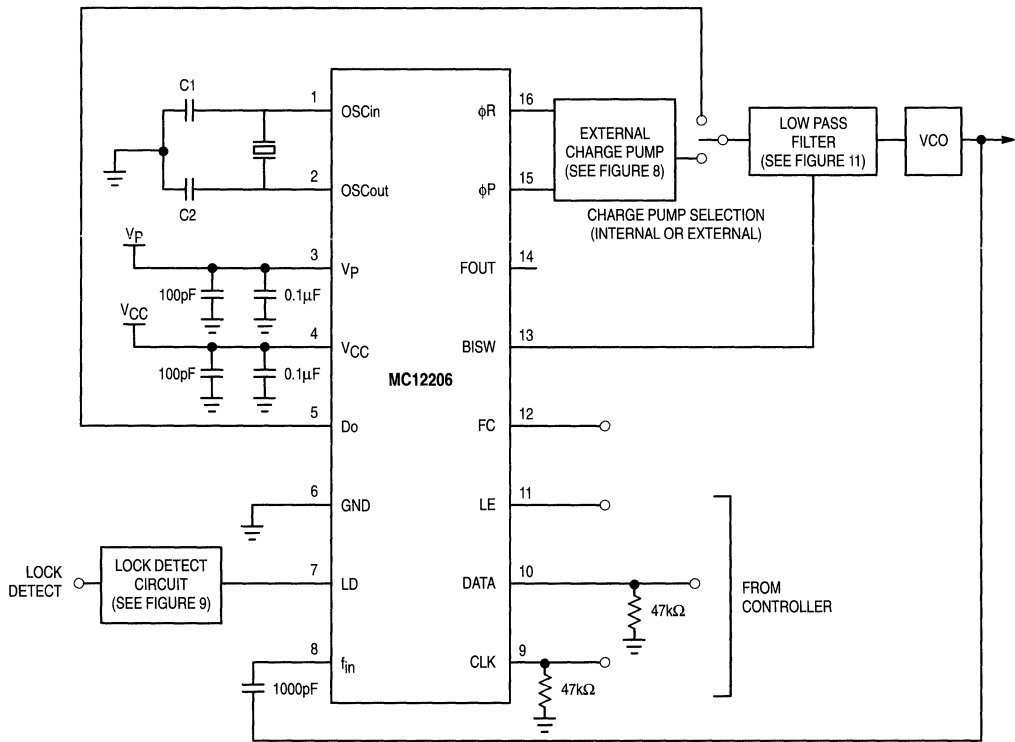 C1
1
OSCin
C2
2
OSCout
VP
3
VP
100pF
0.1µF
VCC
4
VCC
100pF
0.1µF
5
Do
6
GND
LOCK
DETECT
LOCK DETECT
CIRCUIT
(SEE FIGURE 9)
7
LD
8
fin
1000pF
MC12206
16
φR
15
φP
EXTERNAL
CHARGE PUMP
(SEE FIGURE 8)
CHARGE PUMP SELECTION
(INTERNAL OR EXTERNAL)
LOW PASS
FILTER
(SEE FIGURE 11)
VCO
14
FOUT
13
BISW
12
FC
11
LE
10
DATA
47kΩ
9
CLK
47kΩ
FROM
CONTROLLER